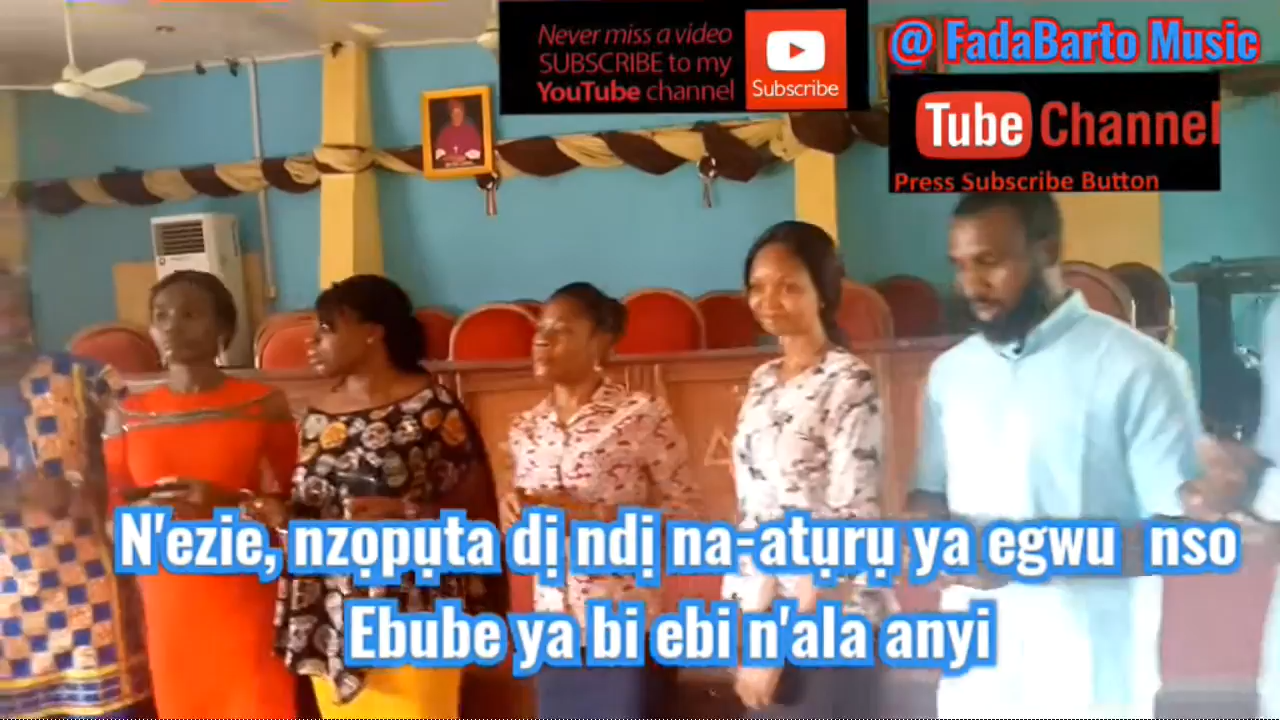 Never miss a video
SUBSCRIBE to my
YouTube channel
Subscribe
@ FadaBarto Music
Tube Channel
Press Subscribe Button
N'ezie, nzọpụta dị ndị na-atụrụ ya egwu nso
Ebube ya bi ebi n'ala anyi